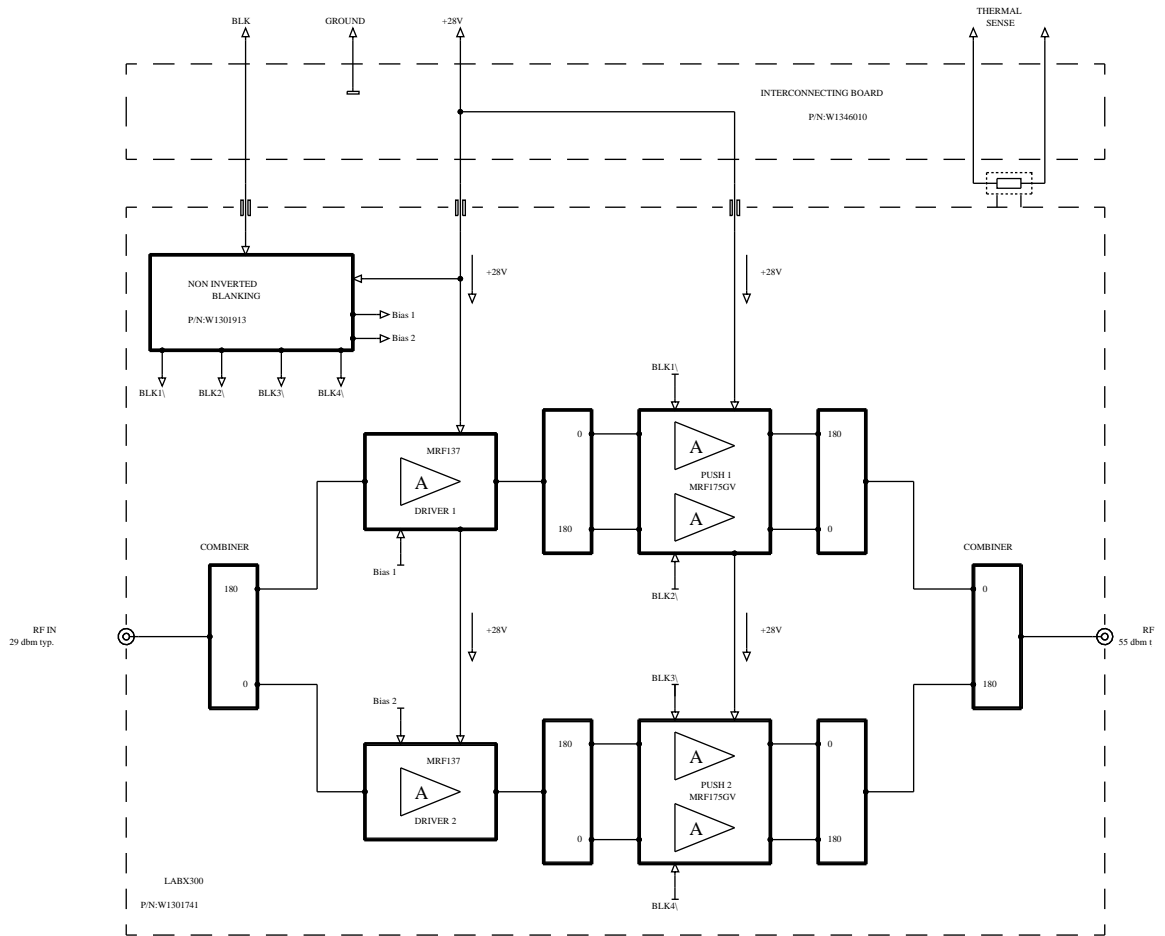 BLK
GROUND
+28V
THERMAL
SENSE
INTERCONNECTING BOARD
P/N:W1346010
NON INVERTED
BLANKING
P/N:W1301913
+28V
+28V
Bias 1
Bias 2
BLK1\
BLK2\
BLK3\
BLK4\
BLK1\
MRF137
A
DRIVER 1
Bias 1
0
180
A
PUSH 1
MRF175GV
A
180
0
BLK2\
COMBINER
180
0
COMBINER
0
180
RF IN
29 dbm typ.
RF
55 dbm t
+28V
+28V
Bias 2
BLK3\
MRF137
A
DRIVER 2
180
0
A
PUSH 2
MRF175GV
A
0
180
BLK4\
LABX300
P/N:W1301741